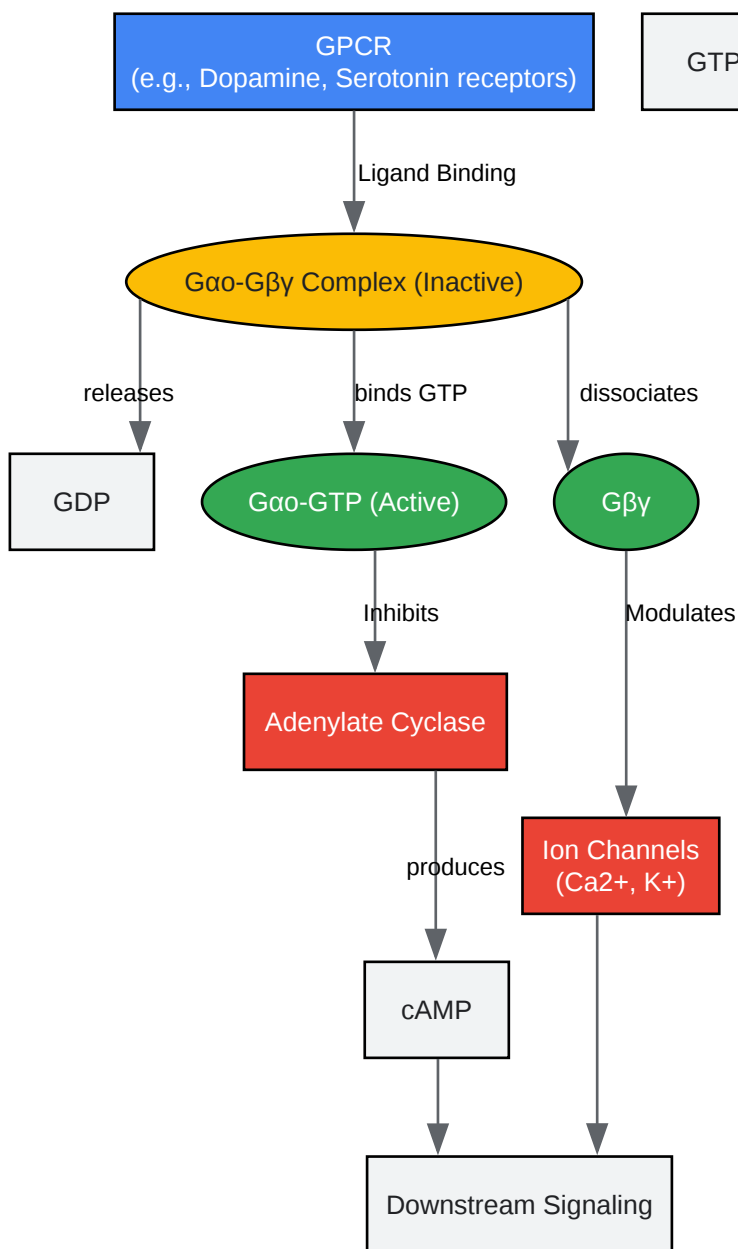 GPCR
(e.g., Dopamine, Serotonin receptors)
GTP
Ligand Binding
Gαo-Gβγ Complex (Inactive)
releases
binds GTP
dissociates
GDP
Gαo-GTP (Active)
Gβγ
Inhibits
Modulates
Adenylate Cyclase
Ion Channels
(Ca2+, K+)
produces
cAMP
Downstream Signaling